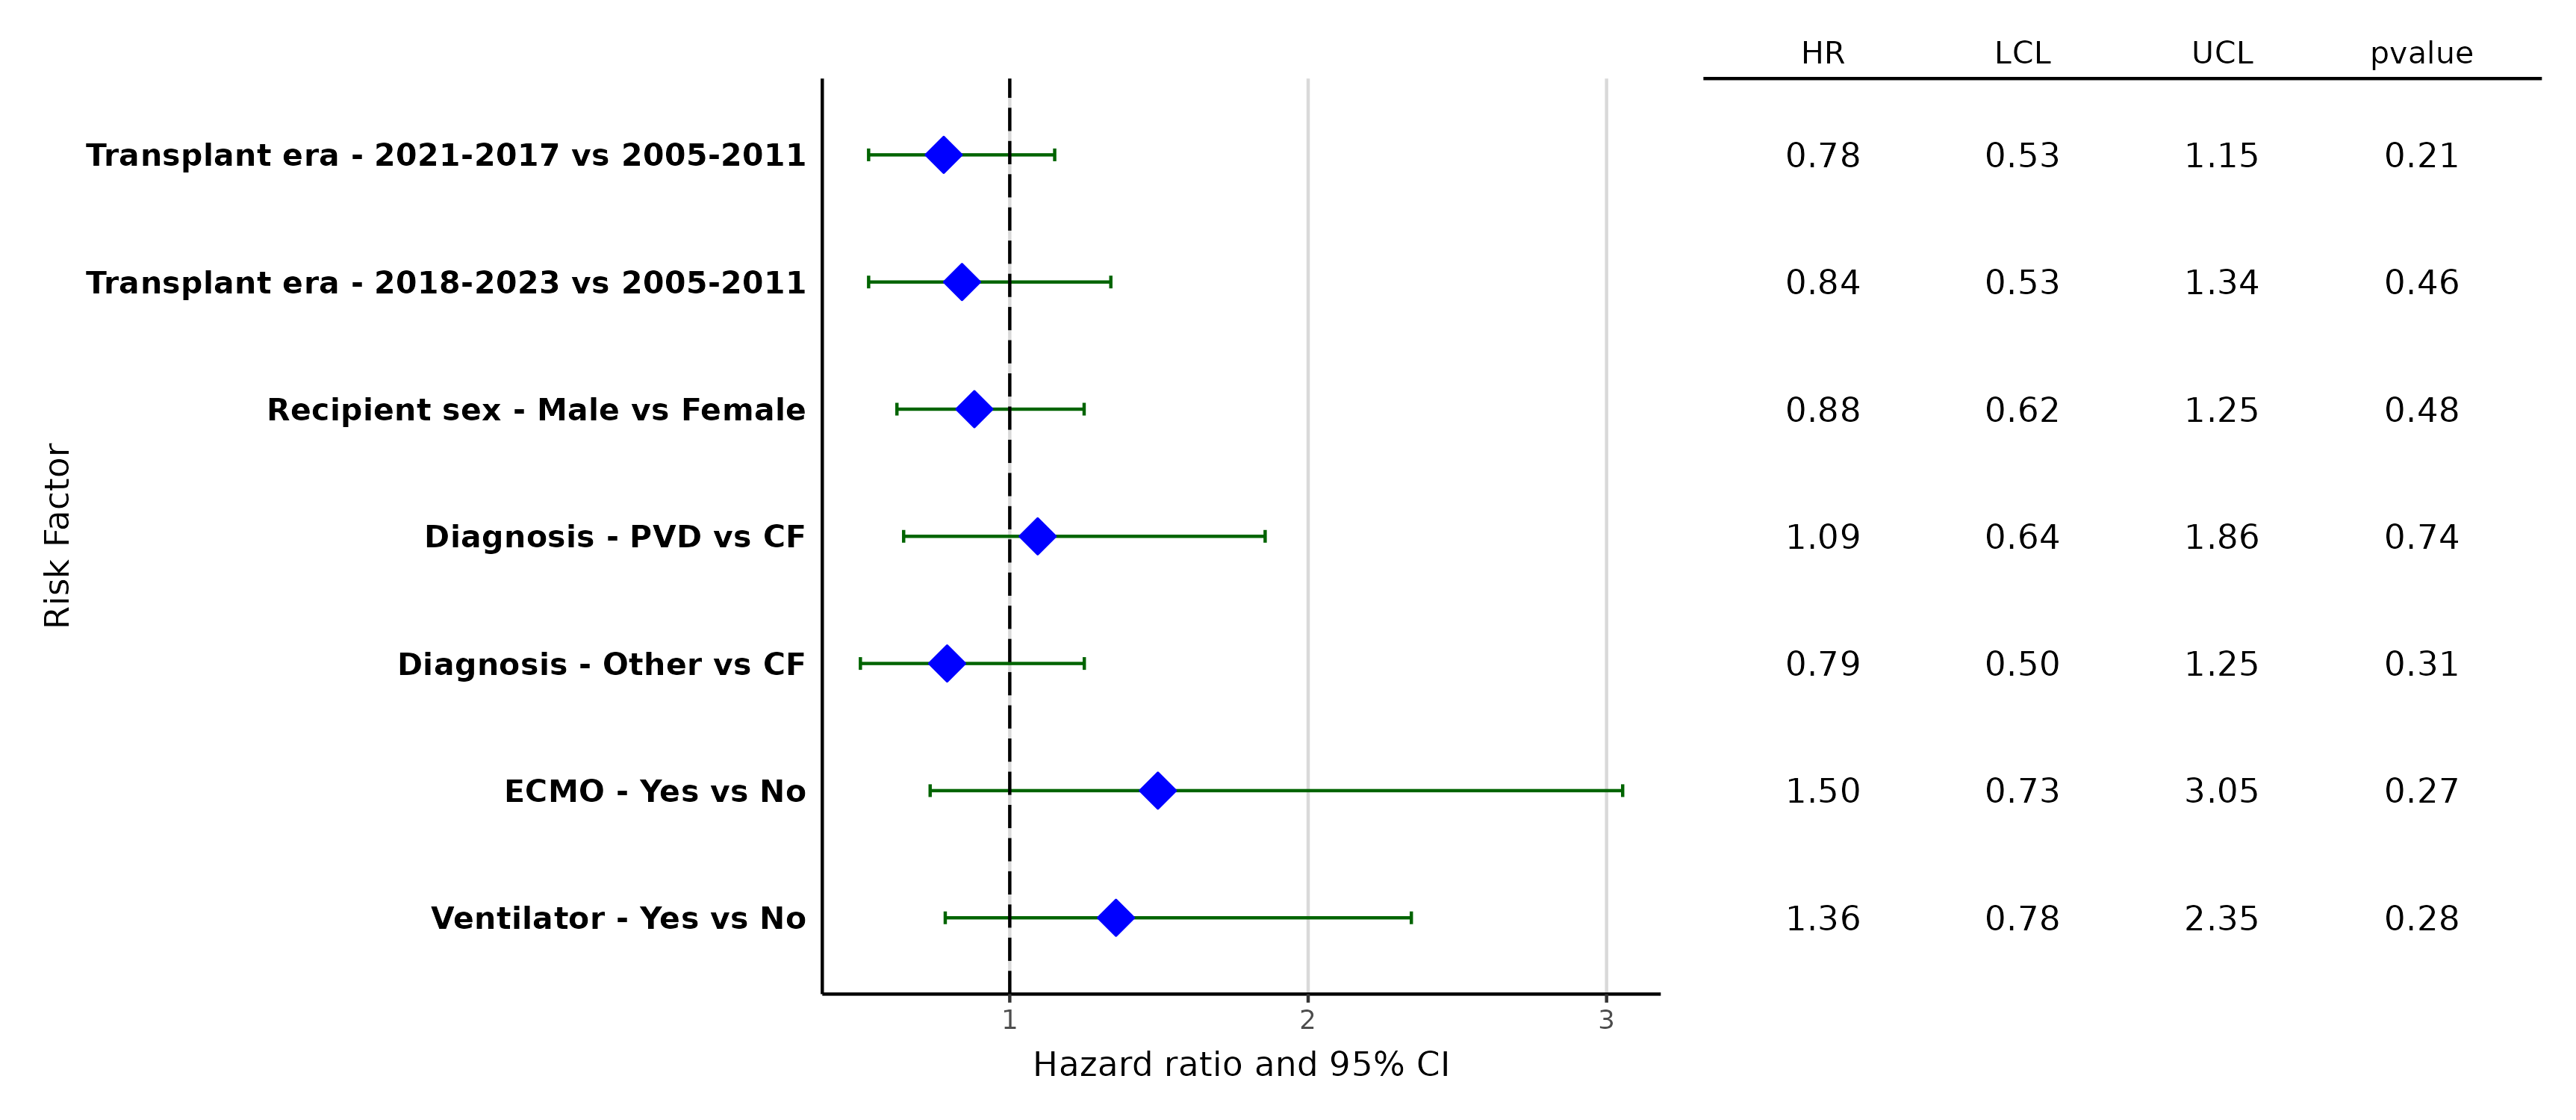 HR LCL UCL pvalue
Transplant era - 2021-2017 vs 2005-2011 0.78 0.53 1.15 0.21
Transplant era - 2018-2023 vs 2005-2011 0.84 0.53 1.34 0.46
Recipient sex - Male vs Female 0.88 0.62 1.25 0.48
Diagnosis - PVD vs CF 1.09 0.64 1.86 0.74
Diagnosis - Other vs CF 0.79 0.50 1.25 0.31
ECMO - Yes vs No 1.50 0.73 3.05 0.27
Ventilator - Yes vs No 1.36 0.78 2.35 0.28
Risk Factor
1 2 3
Hazard ratio and 95% CI